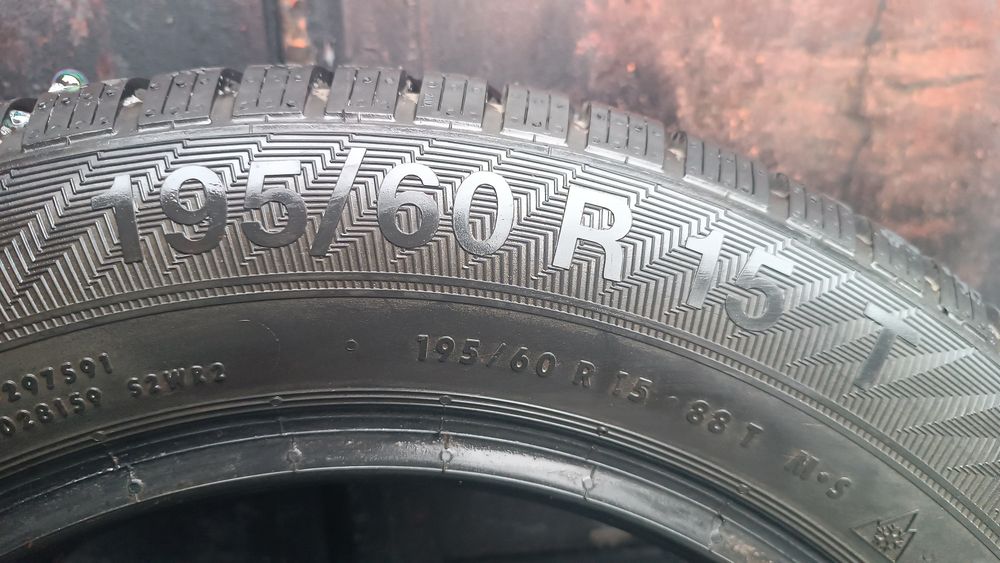 195/60 R 15 T
195/60 R 15 88 T M·S
297591
028159 S2WR2